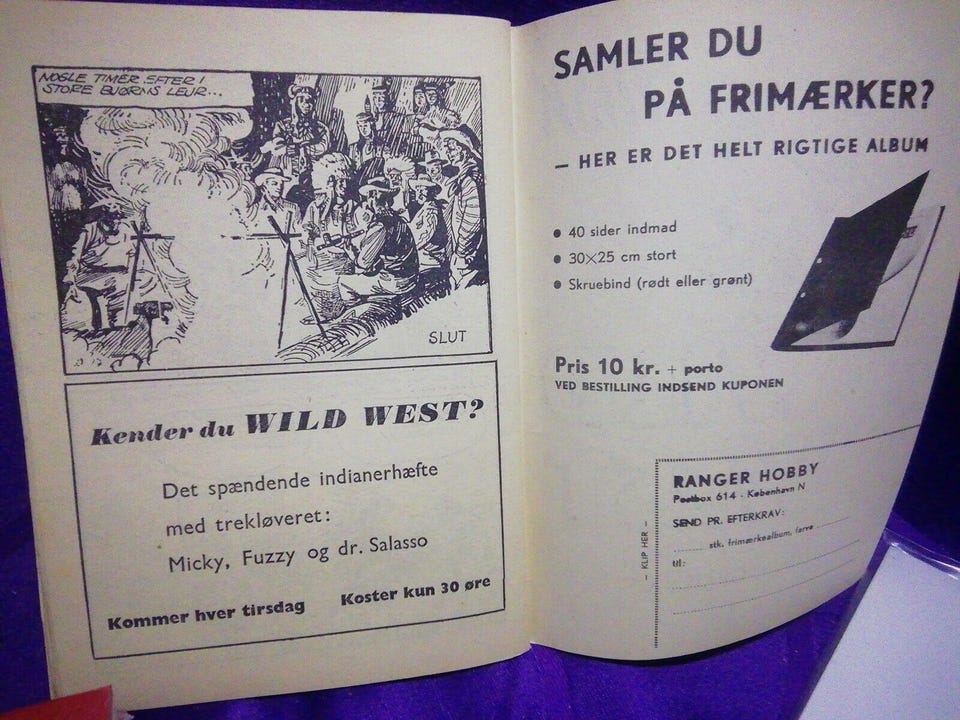 NOGLE TIMER EFTER I
STORE BJØRNS LEJR...
SLUT
Kender du WILD WEST?
Det spændende indianerhæfte
med trekløveret:
Micky, Fuzzy og dr. Salasso
Kommer hver tirsdag Koster kun 30 øre
SAMLER DU
PÅ FRIMÆRKER?
— HER ER DET HELT RIGTIGE ALBUM
● 40 sider indmad
● 30×25 cm stort
● Skruebind (rødt eller grønt)
Pris 10 kr. + porto
VED BESTILLING INDSEND KUPONEN
– KLIP HER –
RANGER HOBBY
Postbox 614 · København N
SEND PR. EFTERKRAV:
........ stk. frimærkealbum, farve ........
til: